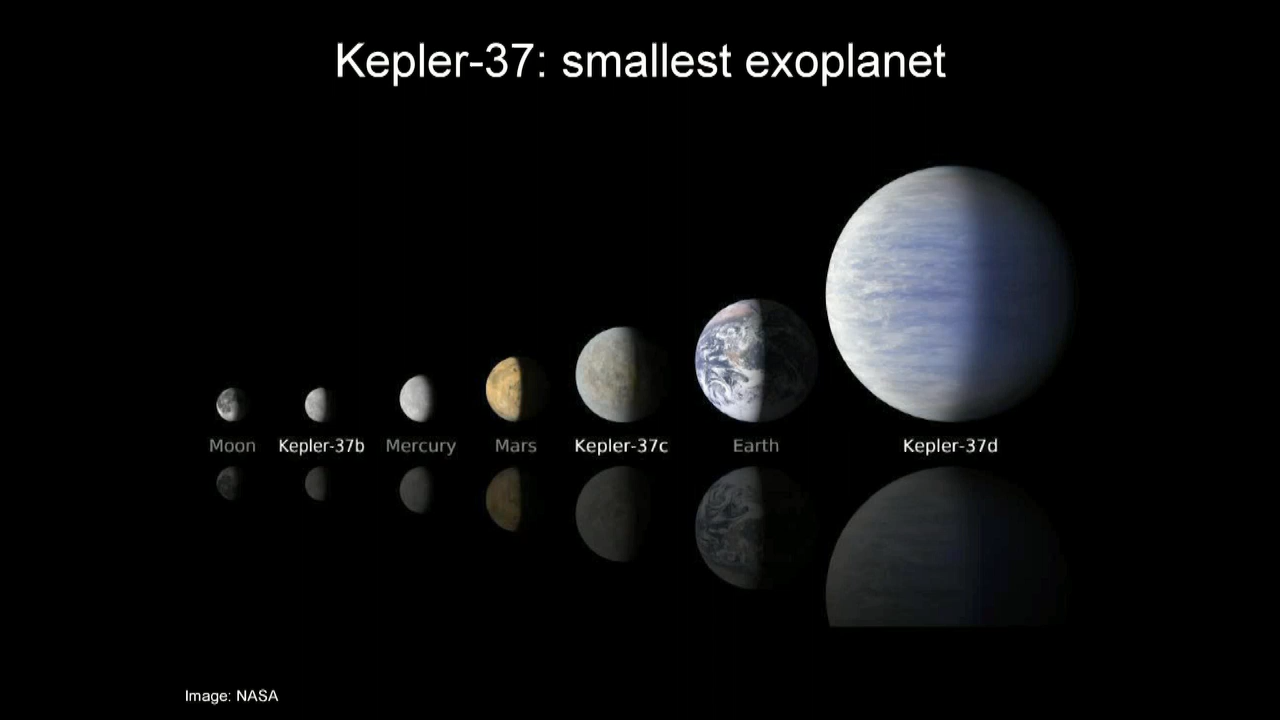 Kepler-37: smallest exoplanet
Moon Kepler-37b Mercury Mars Kepler-37c Earth Kepler-37d
Image: NASA